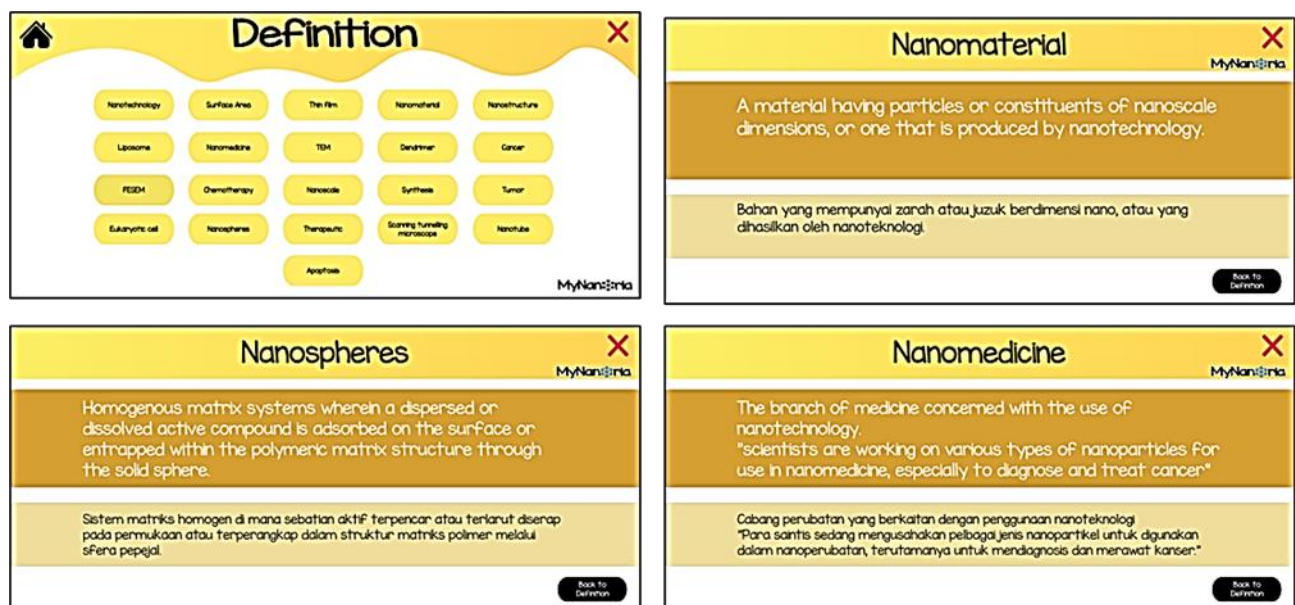 Definition
Nanotechnology
Surface Area
Thin Film
Nanomaterial
Nanostructure
Liposome
Nanomedicine
TEM
Dendrimer
Cancer
FESEM
Chemotherapy
Nanoscale
Synthesis
Tumor
Eukaryotic cell
Nanospheres
Therapeutic
Scanning tunnelling
microscope
Nanotube
Apoptosis
Nanomaterial
A material having particles or constituents of nanoscale
dimensions, or one that is produced by nanotechnology.
Bahan yang mempunyai zarah atau juzuk berdimensi nano, atau yang
dihasilkan oleh nanoteknologi.
Back to
Definition
Nanospheres
Homogenous matrix systems wherein a dispersed or
dissolved active compound is adsorbed on the surface or
entrapped within the polymeric matrix structure through
the solid sphere.
Sistem matriks homogen di mana sebatian aktif terpencar atau terlarut diserap
pada permukaan atau terperangkap dalam struktur matriks polimer melalui
sfera pepejal.
Back to
Definition
Nanomedicine
The branch of medicine concerned with the use of
nanotechnology.
"scientists are working on various types of nanoparticles for
use in nanomedicine, especially to diagnose and treat cancer"
Cabang perubatan yang berkaitan dengan penggunaan nanoteknologi
"Para saintis sedang mengusahakan pelbagai jenis nanopartikel untuk digunakan
dalam nanoperubatan, terutamanya untuk mendiagnosis dan merawat kanser."
Back to
Definition